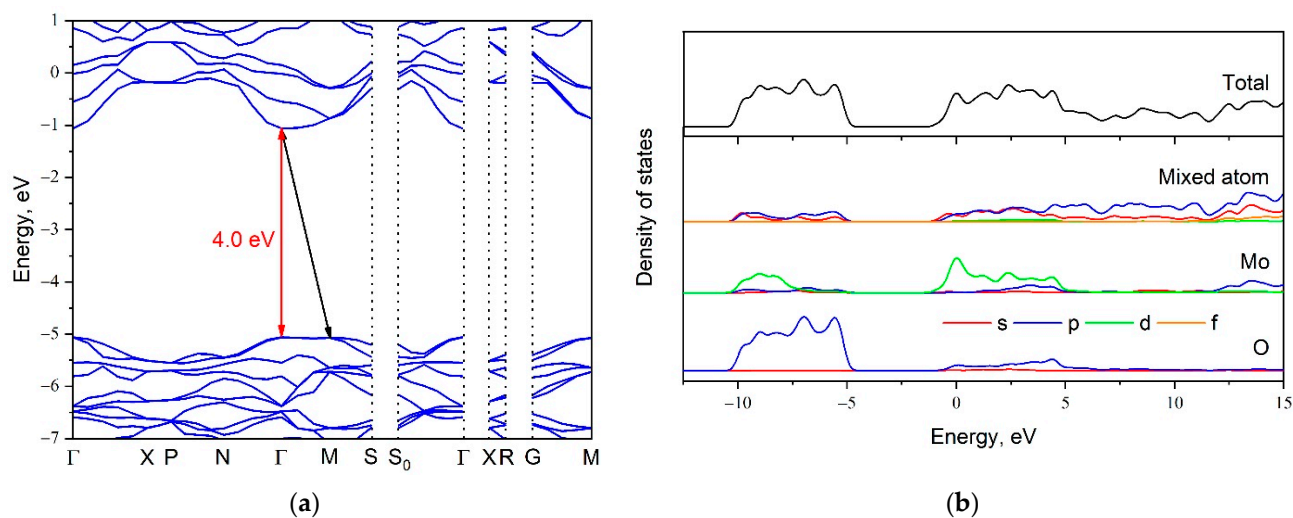 Energy, eV
1
0
−1
−2
−3
−4
−5
−6
−7
4.0 eV
Γ X P N Γ M S S₀ Γ X R G M
(a)
Density of states
Total
Mixed atom
Mo
s p d f
O
−10 −5 0 5 10 15
Energy, eV
(b)